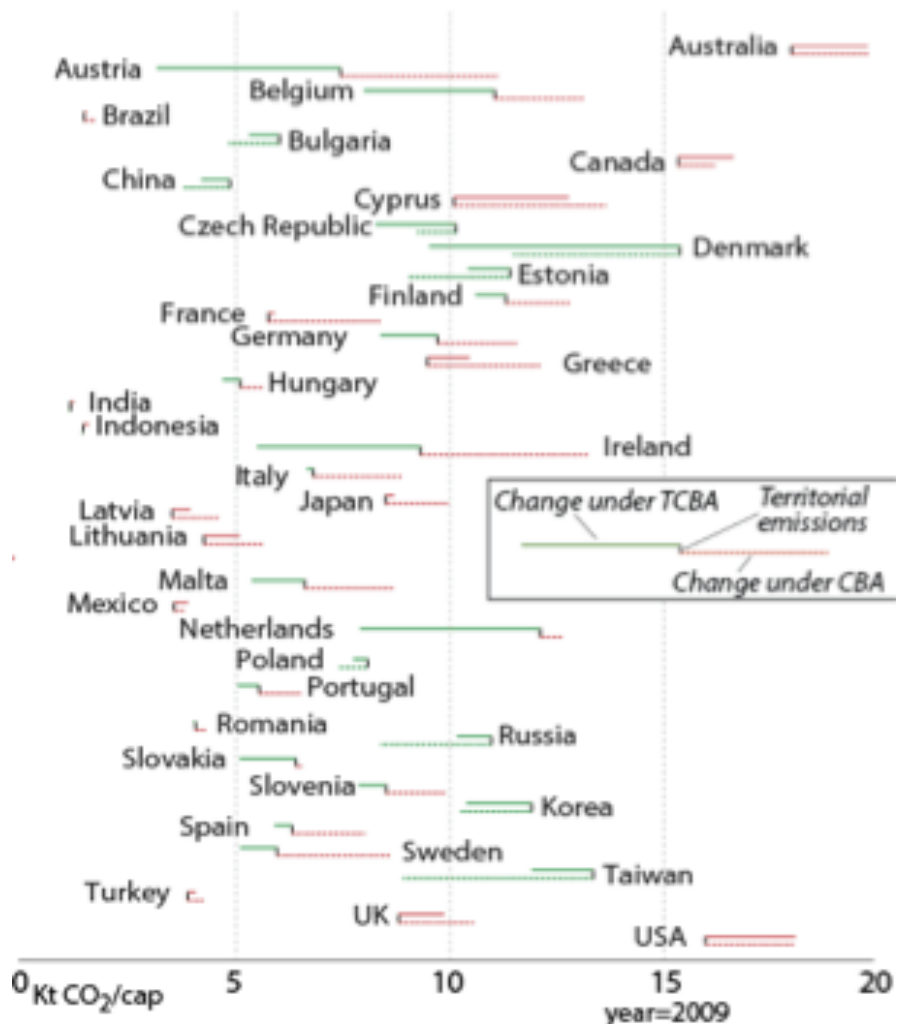 Australia
Austria
Belgium
Brazil
Bulgaria
Canada
China
Cyprus
Czech Republic
Denmark
Estonia
Finland
France
Germany
Greece
Hungary
India
Indonesia
Ireland
Italy
Japan
Change under TCBA
Territorial
emissions
Change under CBA
Latvia
Lithuania
Malta
Mexico
Netherlands
Poland
Portugal
Romania
Russia
Slovakia
Slovenia
Korea
Spain
Sweden
Taiwan
Turkey
UK
USA
0 5 10 15 20
Kt CO₂/cap
year=2009